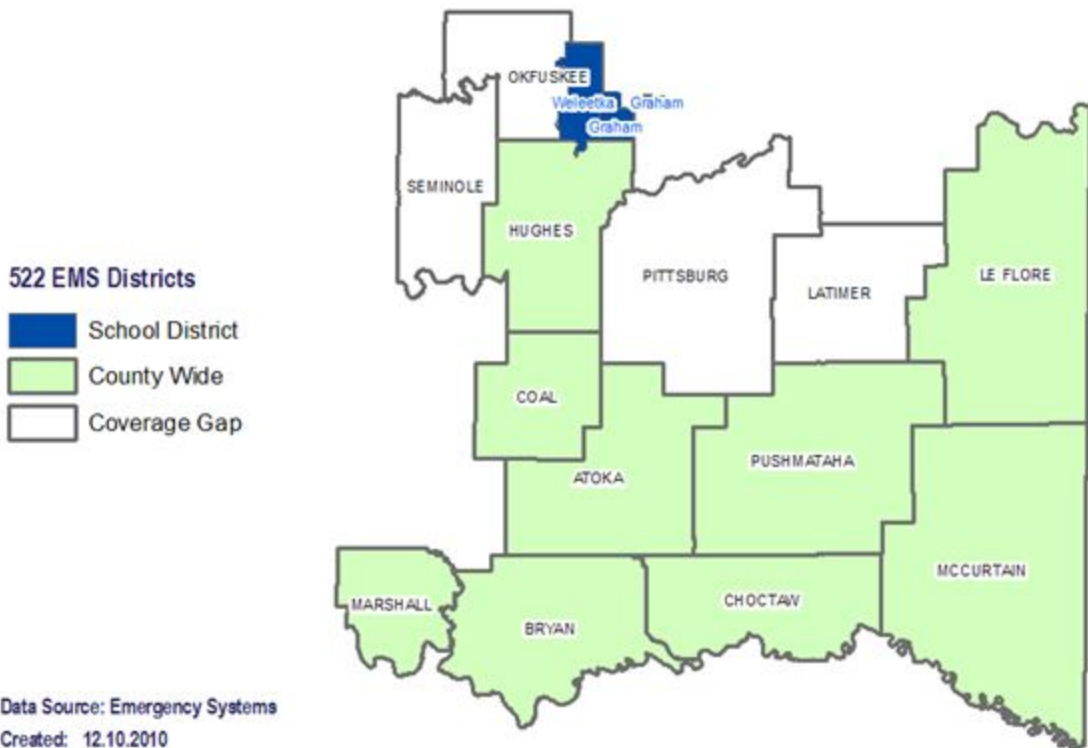 OKFUSKEE
Weleetka Graham
Graham
SEMINOLE
HUGHES
PITTSBURG
LATIMER
LE FLORE
522 EMS Districts
School District
County Wide
Coverage Gap
COAL
ATOKA
PUSHMATAHA
MCCURTAIN
MARSHALL
BRYAN
CHOCTAW
Data Source: Emergency Systems
Created: 12.10.2010